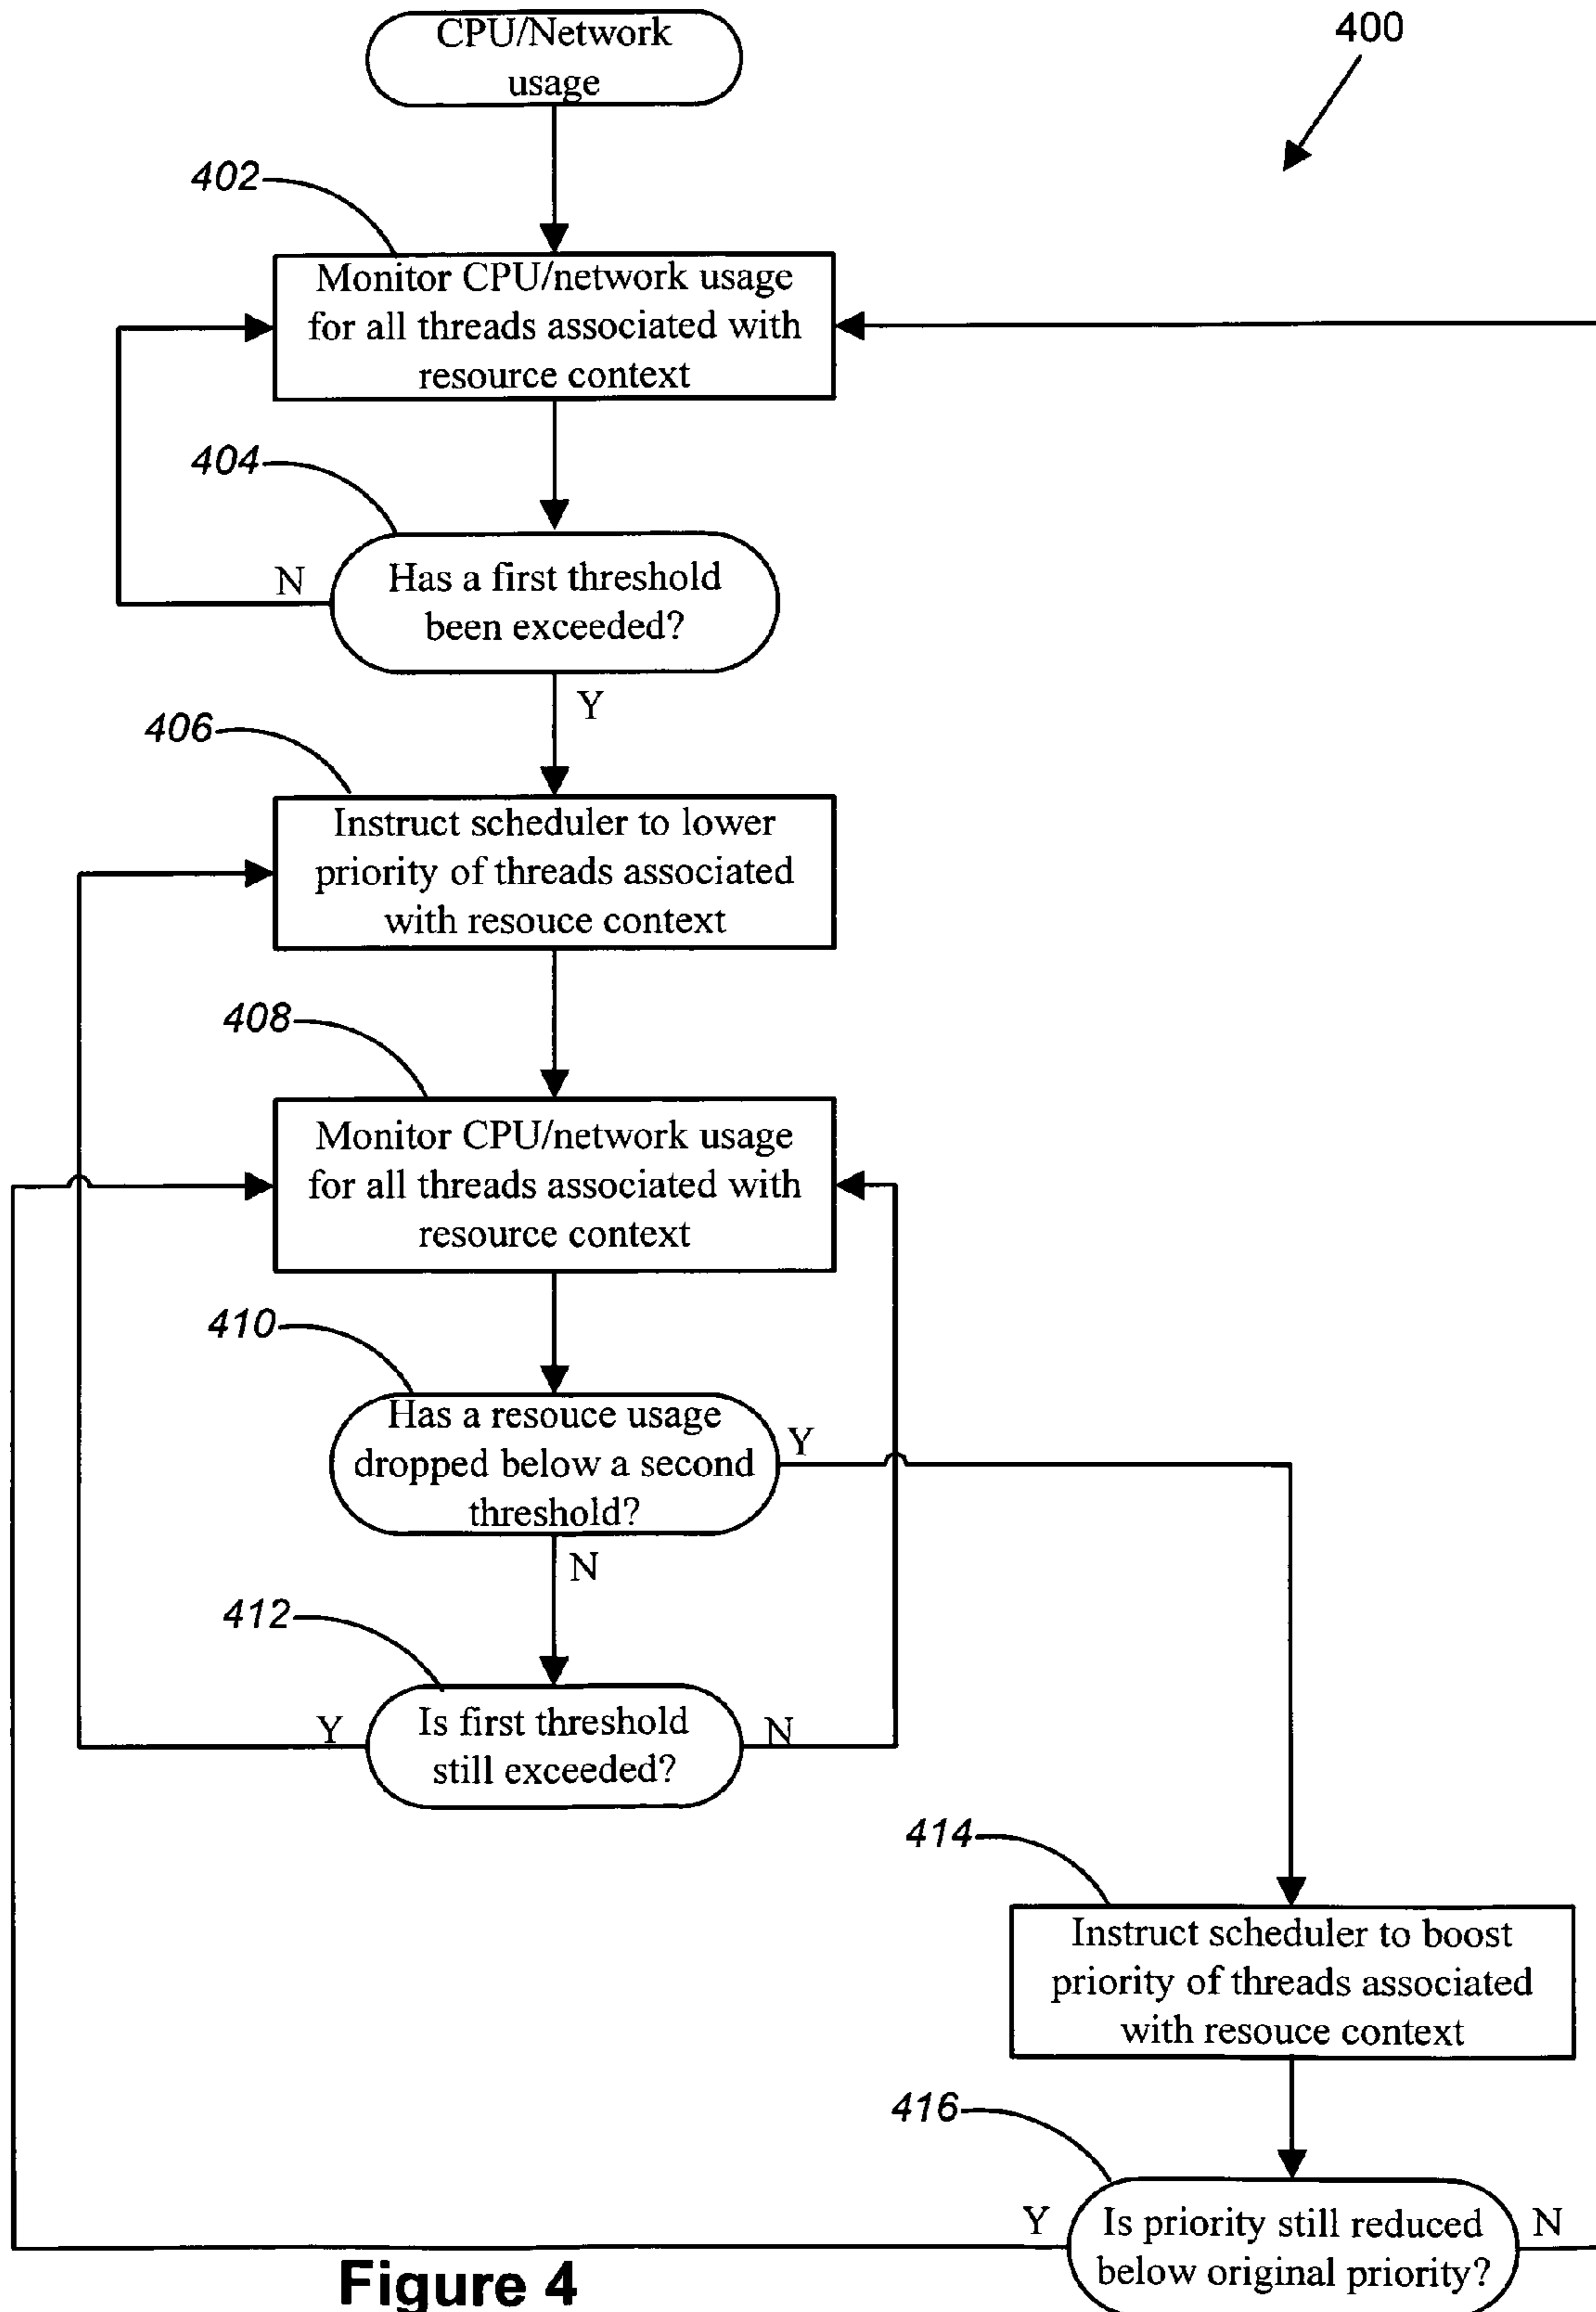 CPU/Network
usage
400
402
Monitor CPU/network usage
for all threads associated with
resource context
404
Has a first threshold
been exceeded?
N
Y
406
Instruct scheduler to lower
priority of threads associated
with resouce context
408
Monitor CPU/network usage
for all threads associated with
resource context
410
Has a resouce usage
dropped below a second
threshold?
Y
N
412
Is first threshold
still exceeded?
Y
N
414
Instruct scheduler to boost
priority of threads associated
with resouce context
416
Is priority still reduced
below original priority?
Y
N
Figure 4